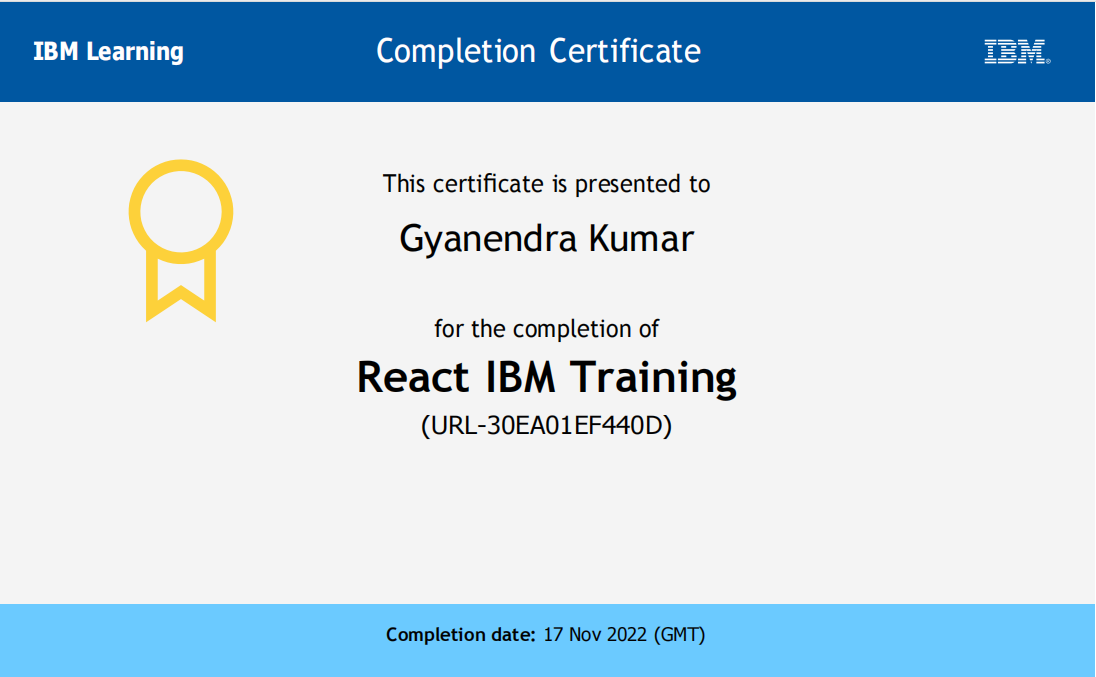 IBM Learning
Completion Certificate
IBM®
This certificate is presented to
Gyanendra Kumar
for the completion of
React IBM Training
(URL-30EA01EF440D)
Completion date: 17 Nov 2022 (GMT)